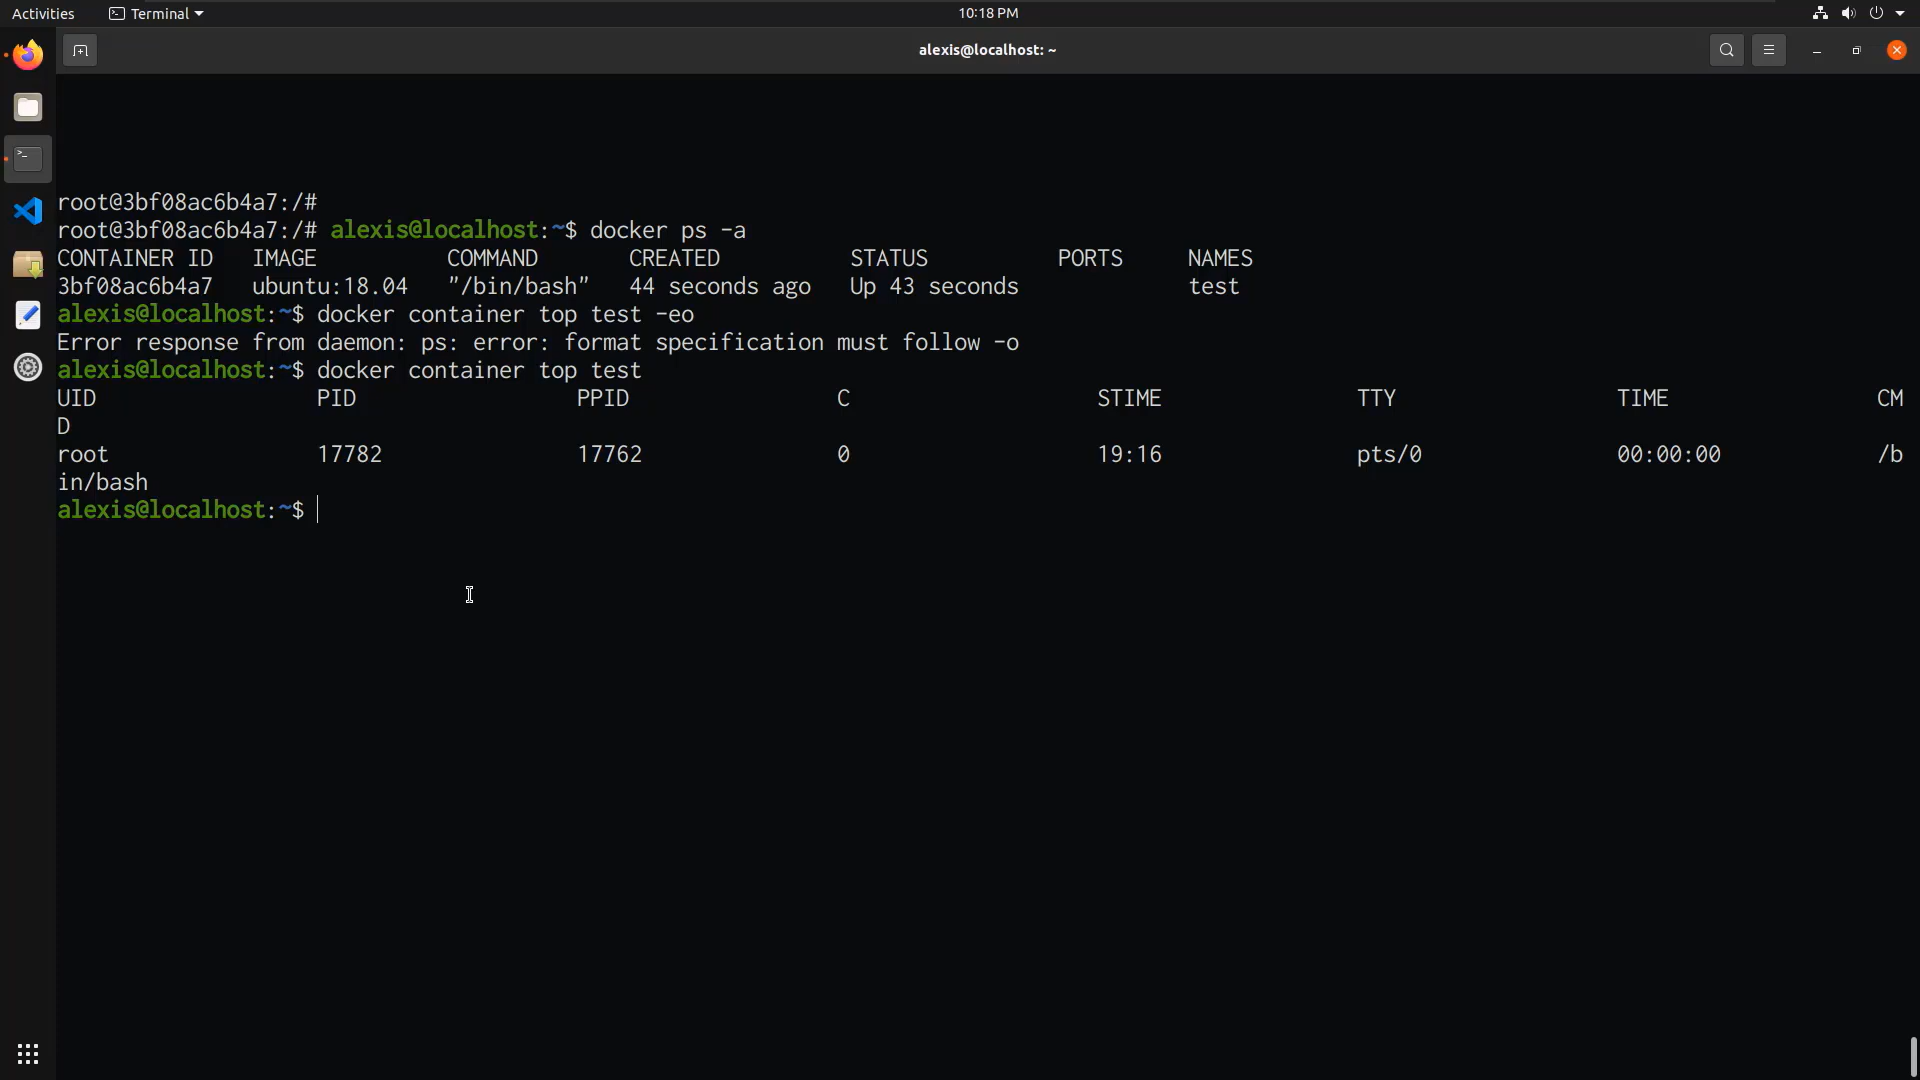 Activities Terminal 10:18 PM
alexis@localhost: ~
root@3bf08ac6b4a7:/#
root@3bf08ac6b4a7:/# alexis@localhost:~$ docker ps -a
CONTAINER ID IMAGE COMMAND CREATED STATUS PORTS NAMES
3bf08ac6b4a7 ubuntu:18.04 "/bin/bash" 44 seconds ago Up 43 seconds test
alexis@localhost:~$ docker container top test -eo
Error response from daemon: ps: error: format specification must follow -o
alexis@localhost:~$ docker container top test
UID PID PPID C STIME TTY TIME CM
D
root 17782 17762 0 19:16 pts/0 00:00:00 /b
in/bash
alexis@localhost:~$